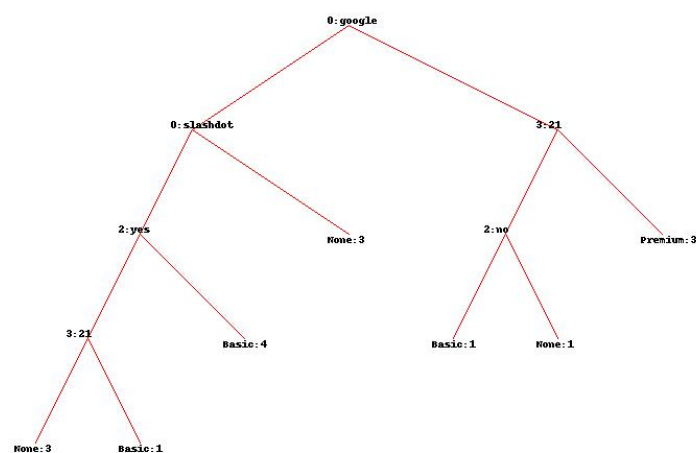 0:google
0:slashdot
3:21
2:yes
None:3
2:no
Premium:3
3:21
Basic:4
Basic:1
None:1
None:3
Basic:1